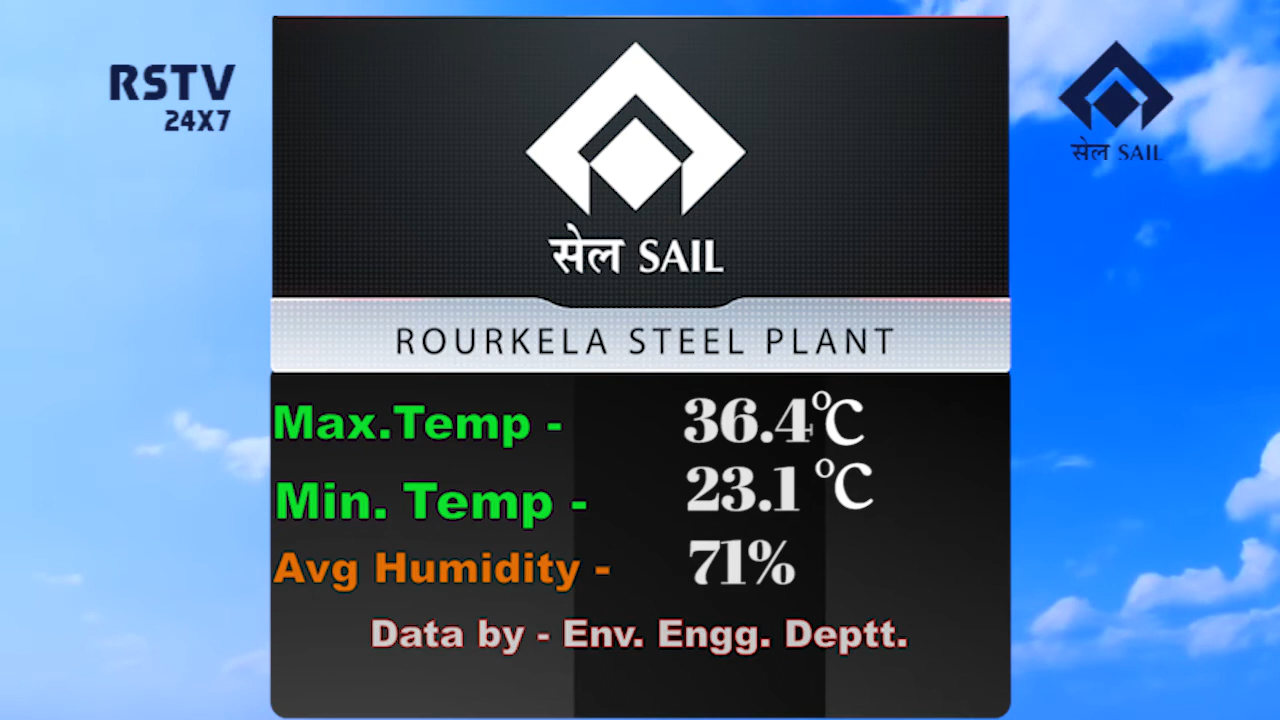 RSTV
24X7
सेल SAIL
सेल SAIL
ROURKELA STEEL PLANT
Max.Temp - 36.4℃
Min. Temp - 23.1 ℃
Avg Humidity - 71%
Data by - Env. Engg. Deptt.